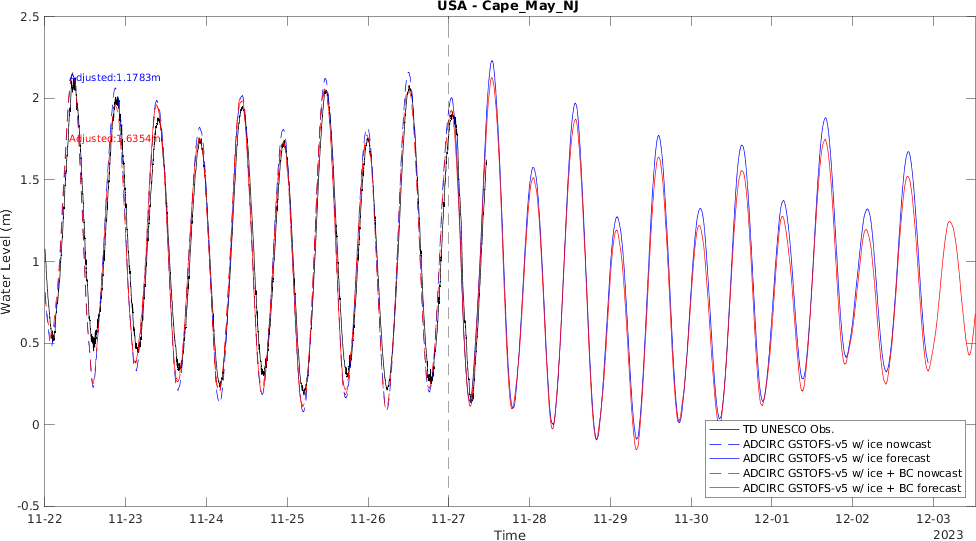 USA - Cape_May_NJ
2.5
2
1.5
1
0.5
0
-0.5
Water Level (m)
Adjusted:1.1783m
Adjusted:1.6354m
TD UNESCO Obs.
ADCIRC GSTOFS-v5 w/ ice nowcast
ADCIRC GSTOFS-v5 w/ ice forecast
ADCIRC GSTOFS-v5 w/ ice + BC nowcast
ADCIRC GSTOFS-v5 w/ ice + BC forecast
11-22 11-23 11-24 11-25 11-26 11-27 11-28 11-29 11-30 12-01 12-02 12-03
Time
2023